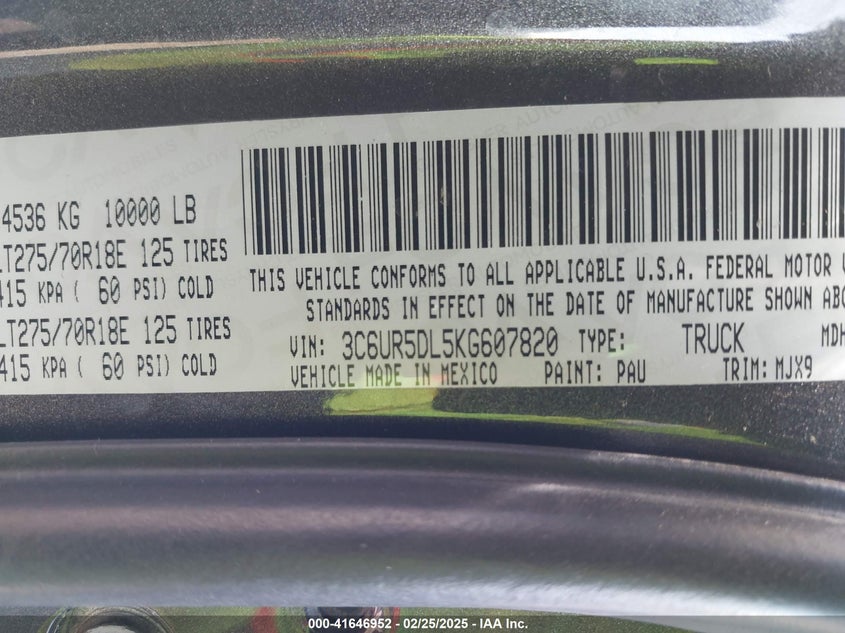 4536 KG 10000 LB
LT275/70R18E 125 TIRES
415 KPA ( 60 PSI) COLD
LT275/70R18E 125 TIRES
415 KPA ( 60 PSI) COLD
THIS VEHICLE CONFORMS TO ALL APPLICABLE U.S.A. FEDERAL MOTOR V
STANDARDS IN EFFECT ON THE DATE OF MANUFACTURE SHOWN ABO
VIN: 3C6UR5DL5KG607820 TYPE: TRUCK MDH
VEHICLE MADE IN MEXICO PAINT: PAU TRIM: MJX9
000-41646952 / 02/25/2025 - IAA Inc.